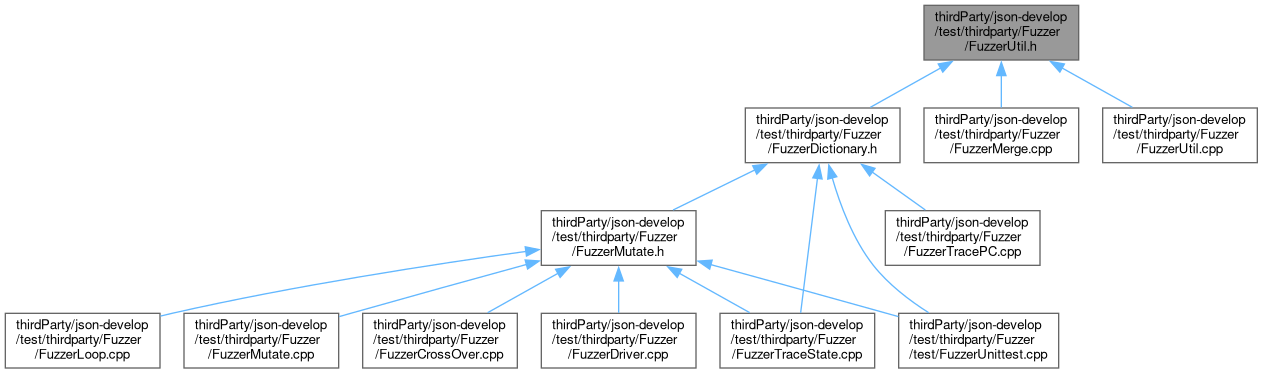 thirdParty/json-develop
/test/thirdparty/Fuzzer
/FuzzerUtil.h
thirdParty/json-develop
/test/thirdparty/Fuzzer
/FuzzerDictionary.h
thirdParty/json-develop
/test/thirdparty/Fuzzer
/FuzzerMerge.cpp
thirdParty/json-develop
/test/thirdparty/Fuzzer
/FuzzerUtil.cpp
thirdParty/json-develop
/test/thirdparty/Fuzzer
/FuzzerMutate.h
thirdParty/json-develop
/test/thirdparty/Fuzzer
/FuzzerTracePC.cpp
thirdParty/json-develop
/test/thirdparty/Fuzzer
/FuzzerLoop.cpp
thirdParty/json-develop
/test/thirdparty/Fuzzer
/FuzzerMutate.cpp
thirdParty/json-develop
/test/thirdparty/Fuzzer
/FuzzerCrossOver.cpp
thirdParty/json-develop
/test/thirdparty/Fuzzer
/FuzzerDriver.cpp
thirdParty/json-develop
/test/thirdparty/Fuzzer
/FuzzerTraceState.cpp
thirdParty/json-develop
/test/thirdparty/Fuzzer
/test/FuzzerUnittest.cpp